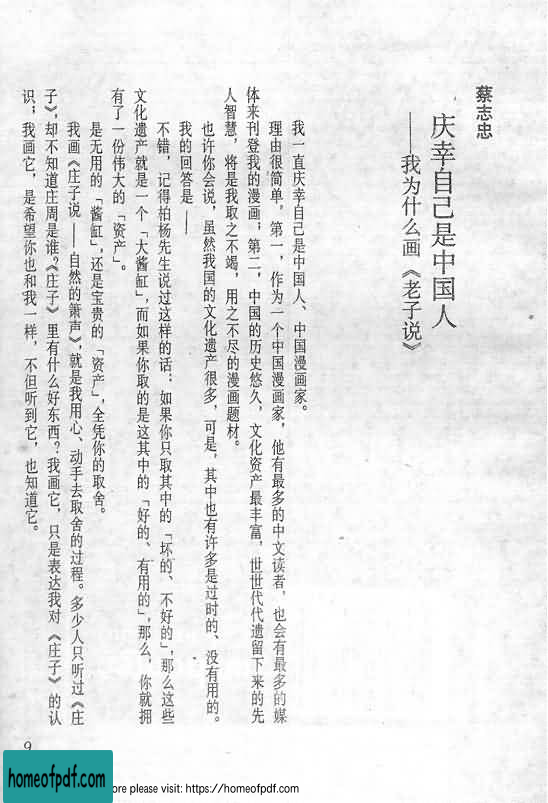 蔡志忠
庆幸自己是中国人
——我为什么画《老子说》
我一直庆幸自己是中国人、中国漫画家。
理由很简单。第一，作为一个中国漫画家，他有最多的中文读者，也会有最多的媒
体来刊登我的漫画；第二，中国的历史悠久，文化资产最丰富，世世代代遗留下来的先
人智慧，将是我取之不竭，用之不尽的漫画题材。
也许你会说，虽然我国的文化遗产很多，可是，其中也有许多是过时的、没有用的。
我的回答是——
不错，记得柏杨先生说过这样的话：如果你只取其中的「坏的、不好的」，那么这些
文化遗产就是一个「大酱缸」，而如果你取的是这其中的「好的、有用的」，那么，你就拥
有了一份伟大的「资产」。
是无用的「酱缸」，还是宝贵的「资产」，全凭你的取舍。
我画《庄子说——自然的箫声》，就是我用心、动手去取舍的过程。多少人只听过《庄
子》，却不知道庄周是谁？《庄子》里有什么好东西？我画它，只是表达我对《庄子》的认
识；我画它，是希望你也和我一样，不但听到它，也知道它。
9
homeofpdf.com
ore please visit: https://homeofpdf.com